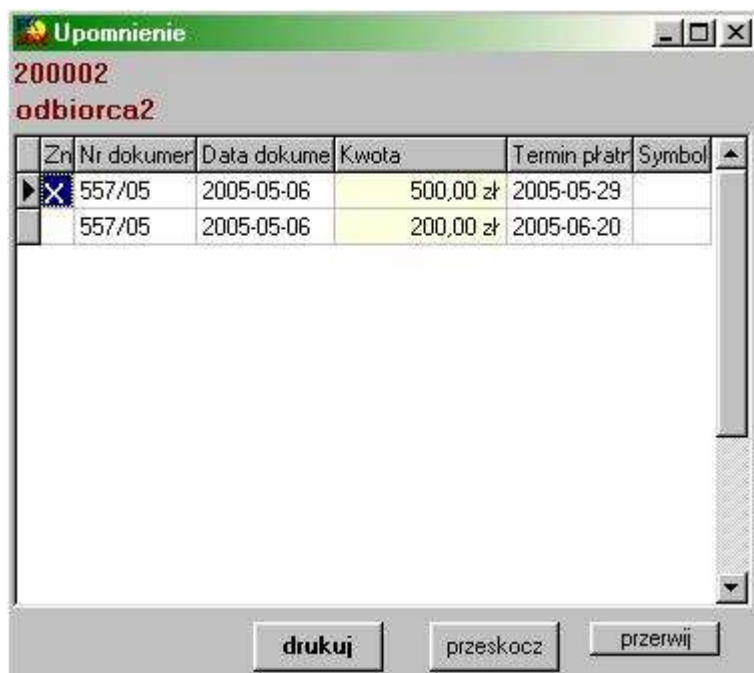 Upomnienie
200002
odbiorca2
Zn Nr dokumer Data dokume Kwota Termin płatr Symbol
X 557/05 2005-05-06 500,00 zł 2005-05-29
557/05 2005-05-06 200,00 zł 2005-06-20
drukuj przeskocz przerwij